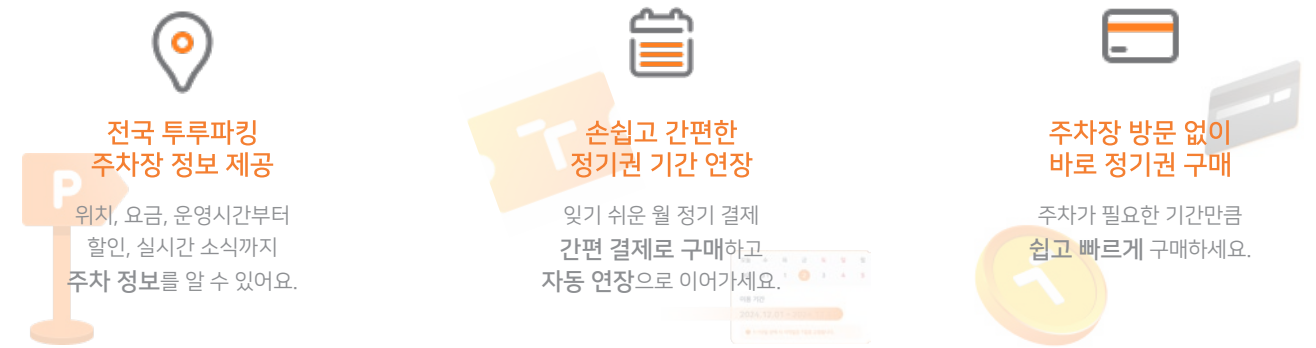 전국 투루파킹
주차장 정보 제공
위치, 요금, 운영시간부터
할인, 실시간 소식까지
주차 정보를 알 수 있어요.
손쉽고 간편한
정기권 기간 연장
잊기 쉬운 월 정기 결제
간편 결제로 구매하고
자동 연장으로 이어가세요.
이용 기간
주차장 방문 없이
바로 정기권 구매
주차가 필요한 기간만큼
쉽고 빠르게 구매하세요.
P